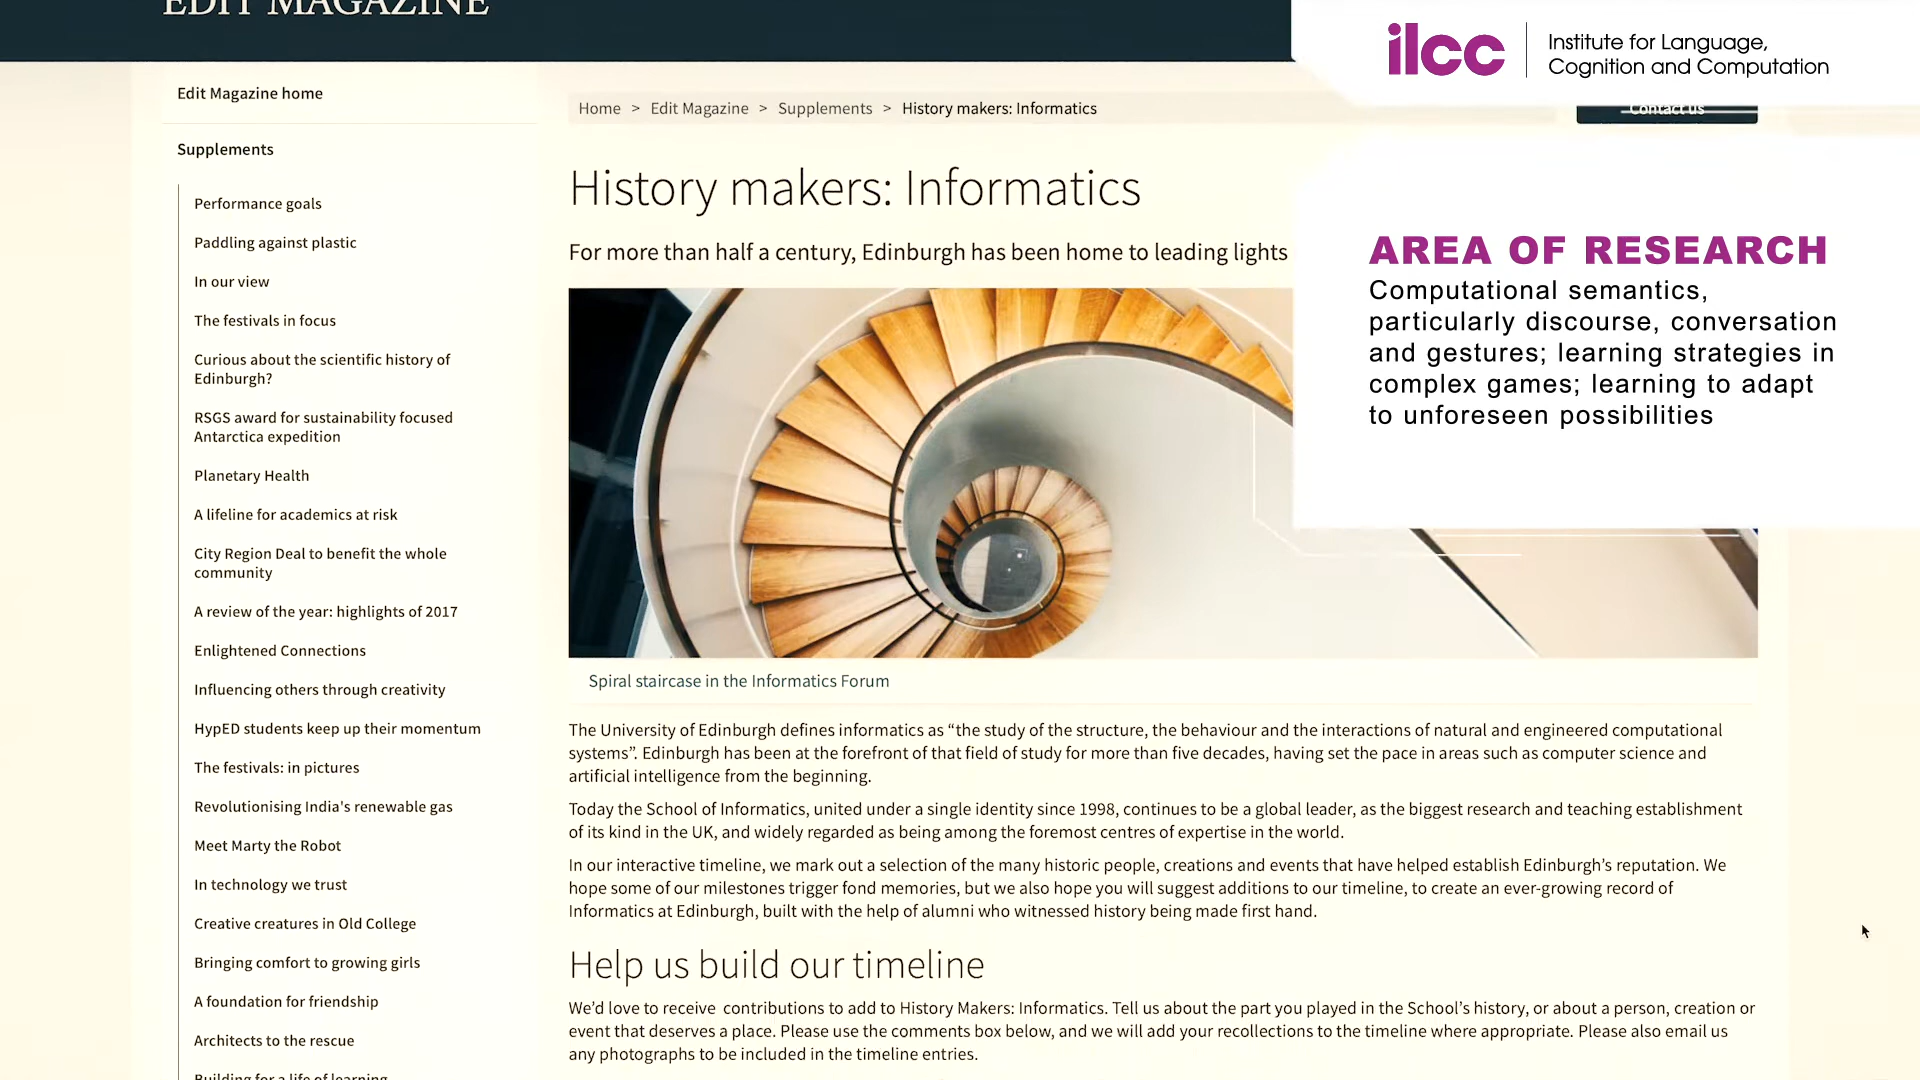 EDIT MAGAZINE
ilcc
Institute for Language,
Cognition and Computation
Edit Magazine home
Supplements
Performance goals
Paddling against plastic
In our view
The festivals in focus
Curious about the scientific history of
Edinburgh?
RSGS award for sustainability focused
Antarctica expedition
Planetary Health
A lifeline for academics at risk
City Region Deal to benefit the whole
community
A review of the year: highlights of 2017
Enlightened Connections
Influencing others through creativity
HypED students keep up their momentum
The festivals: in pictures
Revolutionising India's renewable gas
Meet Marty the Robot
In technology we trust
Creative creatures in Old College
Bringing comfort to growing girls
A foundation for friendship
Architects to the rescue
Building for a life of learning
Home > Edit Magazine > Supplements > History makers: Informatics
Contact us
History makers: Informatics
For more than half a century, Edinburgh has been home to leading lights
AREA OF RESEARCH
Computational semantics,
particularly discourse, conversation
and gestures; learning strategies in
complex games; learning to adapt
to unforeseen possibilities
Spiral staircase in the Informatics Forum
The University of Edinburgh defines informatics as “the study of the structure, the behaviour and the interactions of natural and engineered computational
systems”. Edinburgh has been at the forefront of that field of study for more than five decades, having set the pace in areas such as computer science and
artificial intelligence from the beginning.
Today the School of Informatics, united under a single identity since 1998, continues to be a global leader, as the biggest research and teaching establishment
of its kind in the UK, and widely regarded as being among the foremost centres of expertise in the world.
In our interactive timeline, we mark out a selection of the many historic people, creations and events that have helped establish Edinburgh’s reputation. We
hope some of our milestones trigger fond memories, but we also hope you will suggest additions to our timeline, to create an ever-growing record of
Informatics at Edinburgh, built with the help of alumni who witnessed history being made first hand.
Help us build our timeline
We’d love to receive contributions to add to History Makers: Informatics. Tell us about the part you played in the School’s history, or about a person, creation or
event that deserves a place. Please use the comments box below, and we will add your recollections to the timeline where appropriate. Please also email us
any photographs to be included in the timeline entries.